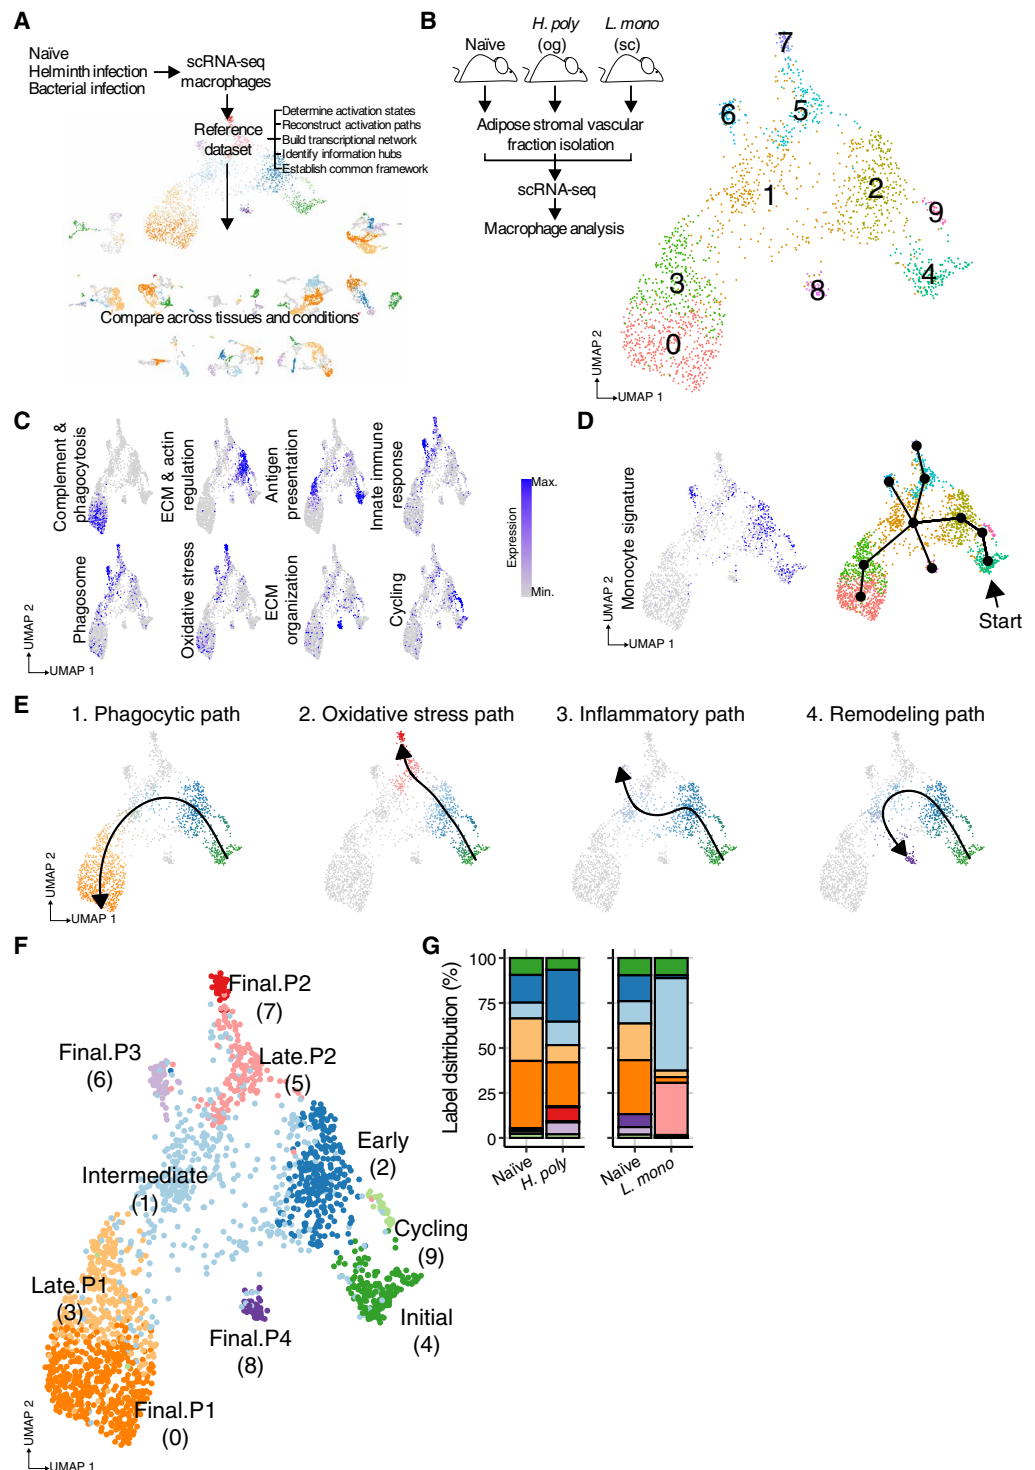 A
Naïve
Helminth infection
Bacterial infection
scRNA-seq
macrophages
Reference
dataset
Determine activation states
Reconstruct activation paths
Build transcriptional network
Identify information hubs
Establish common framework
Compare across tissues and conditions
B
Naïve
H. poly
(og)
L. mono
(sc)
Adipose stromal vascular
fraction isolation
scRNA-seq
Macrophage analysis
7
6
5
1
2
9
4
3
8
0
UMAP 2
UMAP 1
C
Complement &
phagocytosis
ECM & actin
regulation
Antigen
presentation
Innate immune
response
Phagosome
Oxidative stress
ECM
organization
Cycling
Expression
Max.
Min.
UMAP 2
UMAP 1
D
Monocyte signature
UMAP 2
UMAP 1
Start
E
1. Phagocytic path
2. Oxidative stress path
3. Inflammatory path
4. Remodeling path
UMAP 2
UMAP 1
F
Final.P2
(7)
Final.P3
(6)
Late.P2
(5)
Early
(2)
Intermediate
(1)
Cycling
(9)
Late.P1
(3)
Initial
(4)
Final.P4
(8)
Final.P1
(0)
UMAP 2
UMAP 1
G
Label dsitribution (%)
100
75
50
25
0
Naïve
H. poly
Naïve
L. mono